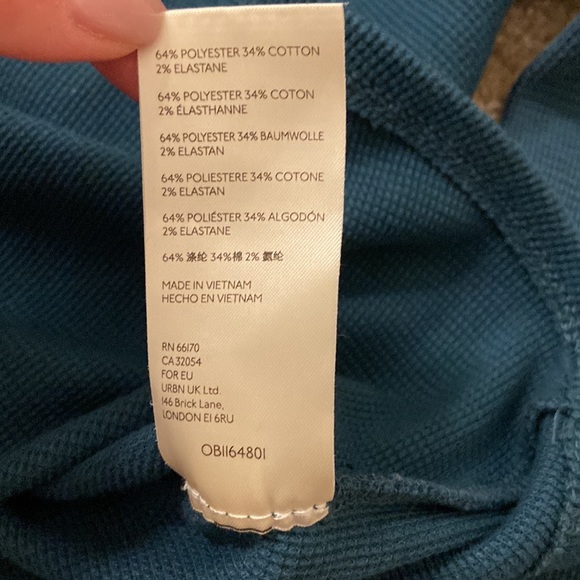 64% POLYESTER 34% COTTON
2% ELASTANE
64% POLYESTER 34% COTON
2% ÉLASTHANNE
64% POLYESTER 34% BAUMWOLLE
2% ELASTAN
64% POLIESTERE 34% COTONE
2% ELASTAN
64% POLIÉSTER 34% ALGODÓN
2% ELASTANE
64% 涤纶 34%棉 2% 氨纶
MADE IN VIETNAM
HECHO EN VIETNAM
RN 66170
CA 32054
FOR EU
URBN UK Ltd.
146 Brick Lane,
LONDON E1 6RU
OB1164801